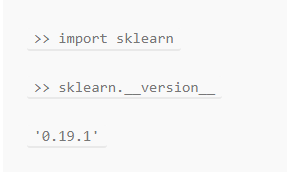 >> import sklearn
>> sklearn.__version__
'0.19.1'